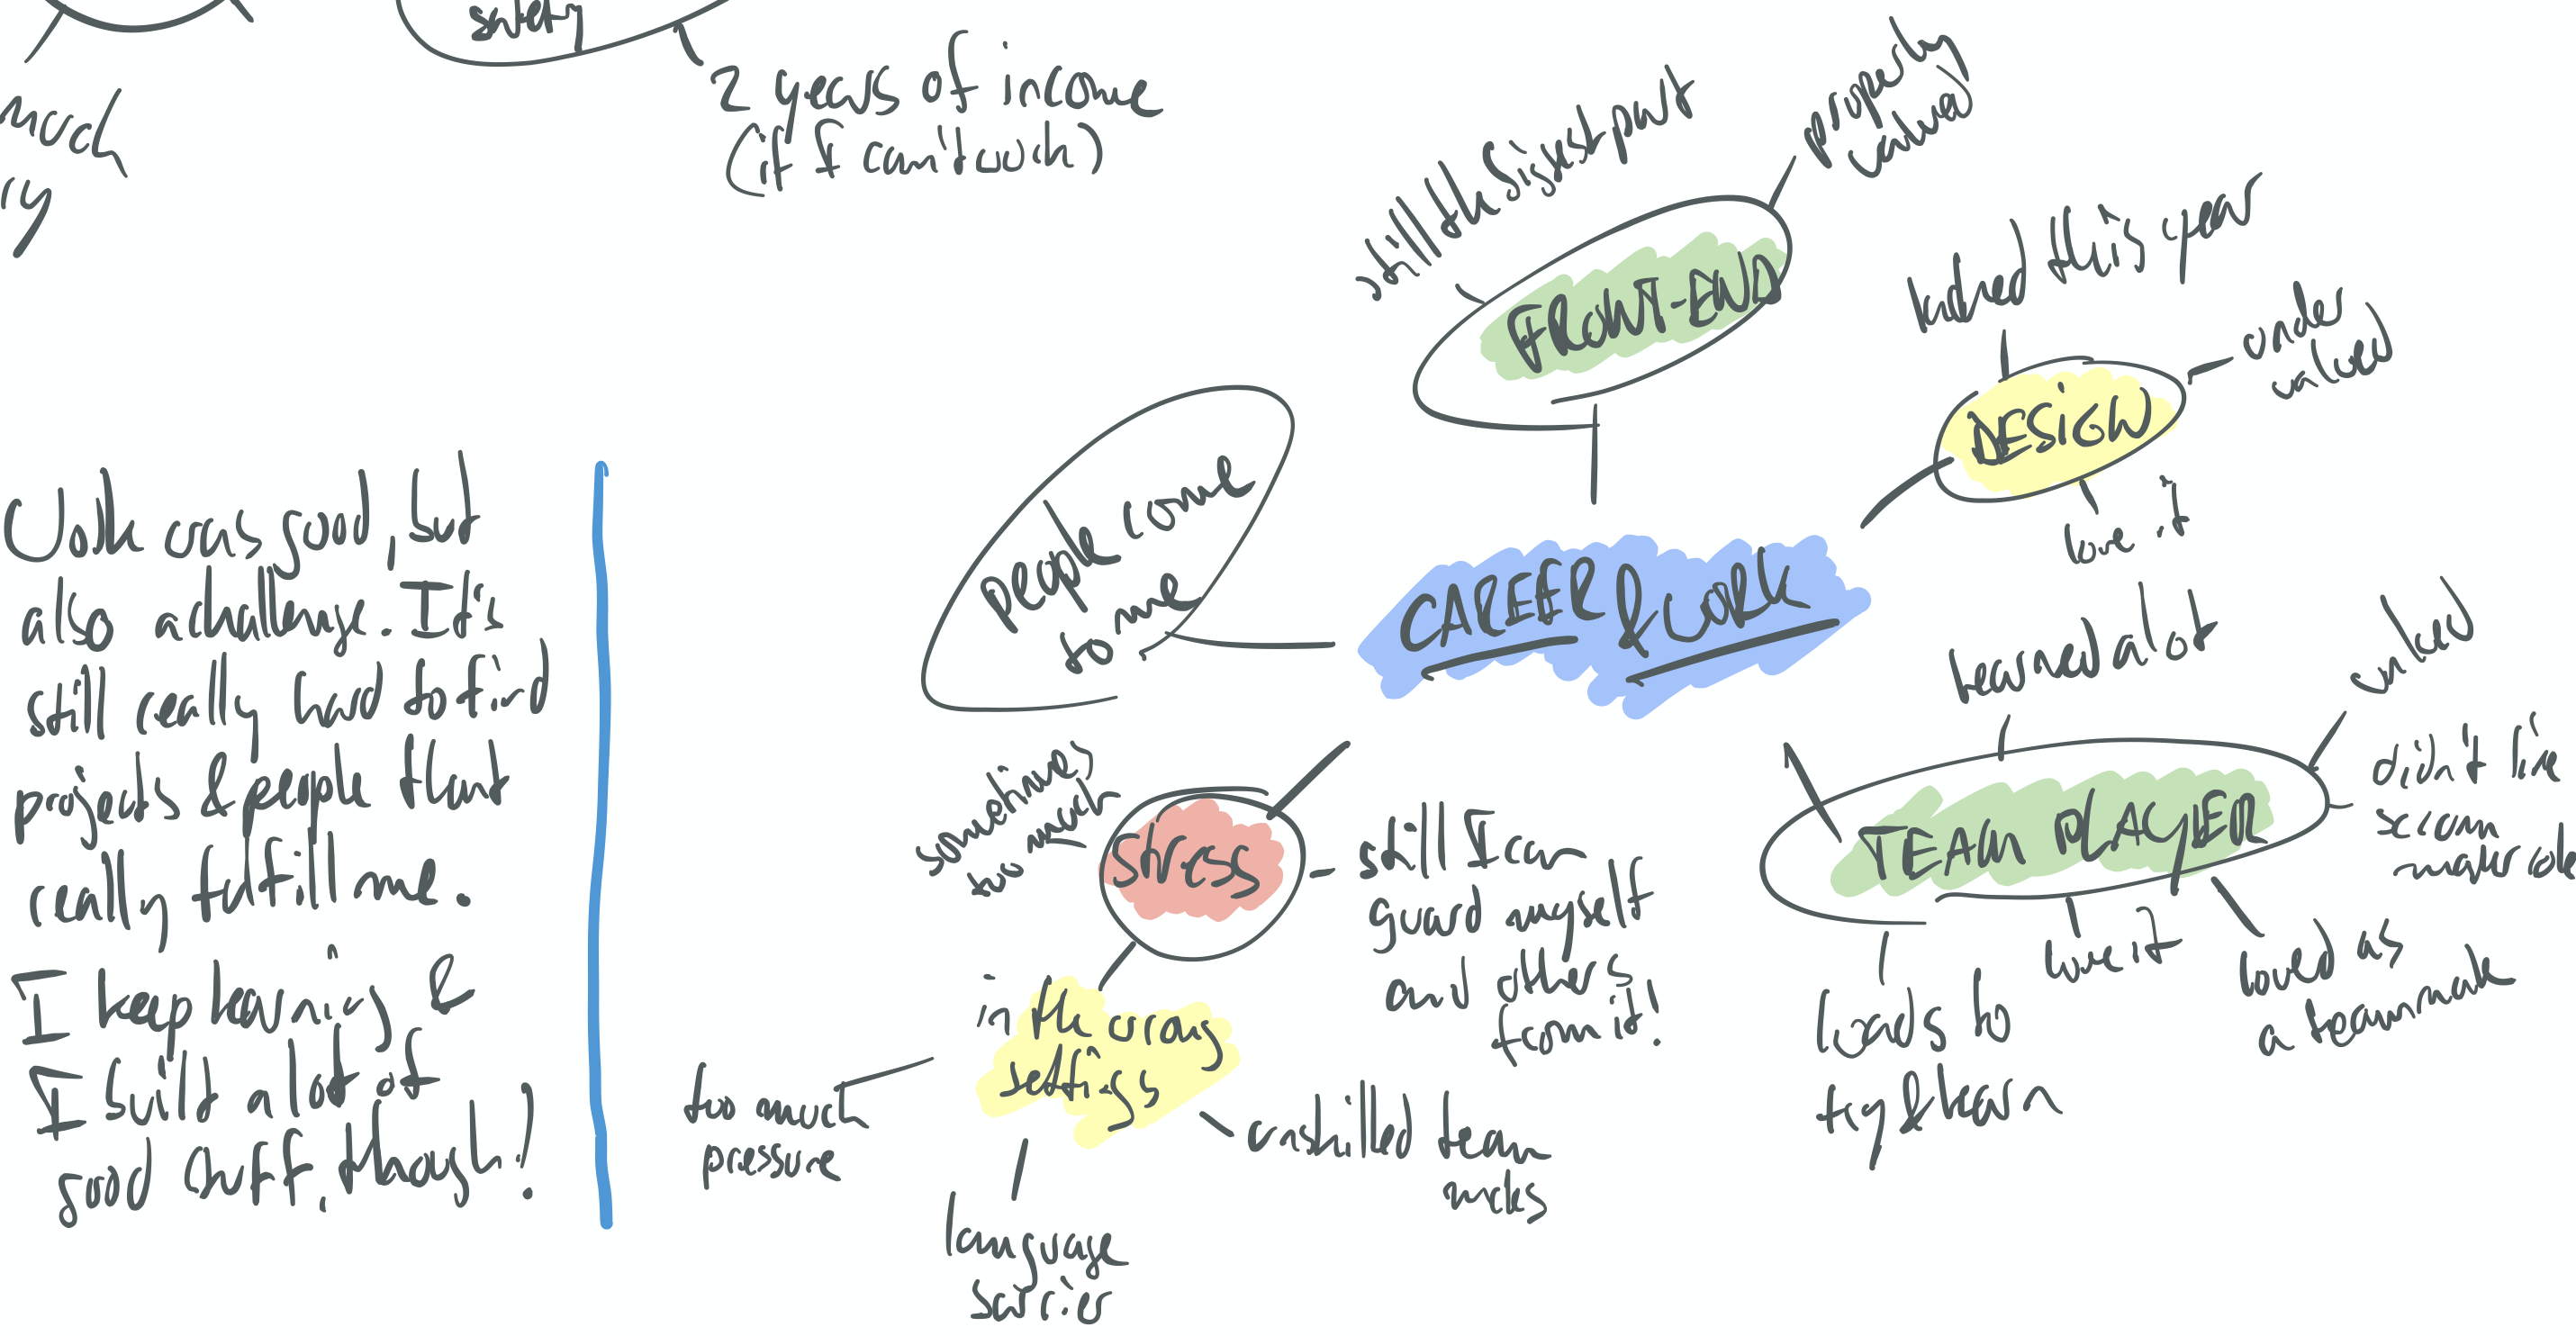 safety
much
ry
2 years of income
(if I can't work)
still the biggest part
properly
valued
FRONT-END
lacked this year
under
valued
DESIGN
love it
people come
to me
CAREER & WORK
Work was good, but
also a challenge. It's
still really hard to find
projects & people that
really fulfill me.
I keep learning &
I built a lot of
good stuff, though!
sometimes
too much
stress
still I can
guard myself
and others
from it!
in the wrong
settings
too much
pressure
language
barrier
unskilled team
mates
learned a lot
didn't like
scrum
master role
TEAM PLAYER
leads to
try & learn
love it
loved as
a teammate